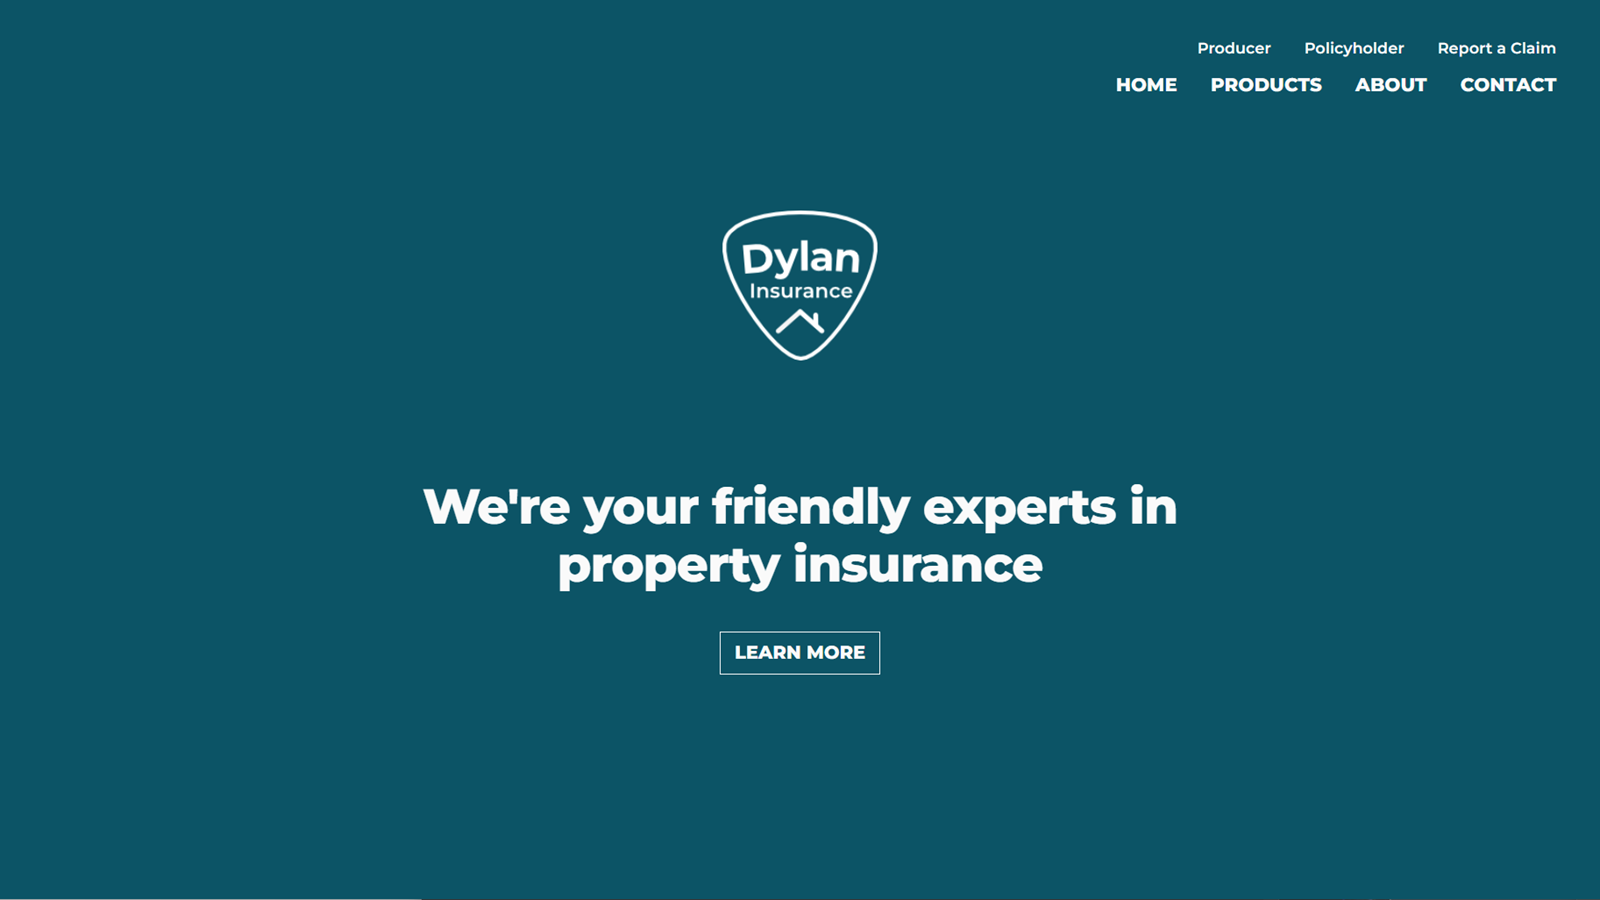 Producer Policyholder Report a Claim
HOME PRODUCTS ABOUT CONTACT
Dylan
Insurance
We're your friendly experts in
property insurance
LEARN MORE